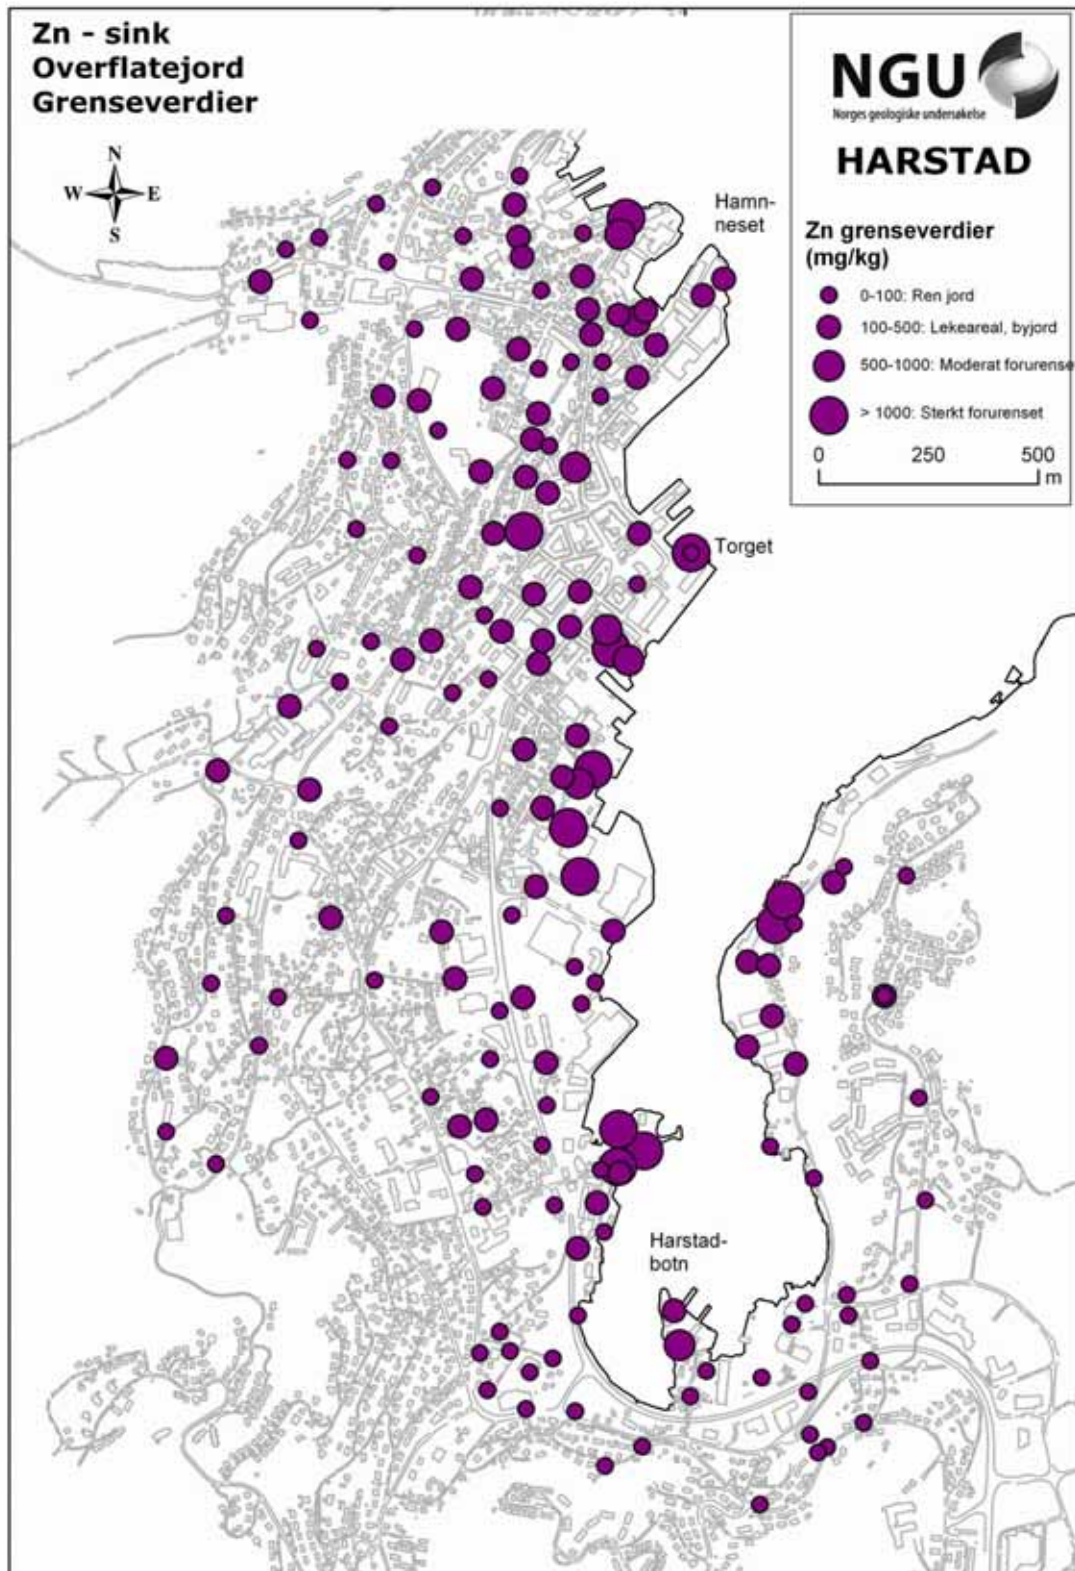 Zn - sink
Overflatejord
Grenseverdier
N
W E
S
NGU
Norges geologiske undersøkelse
HARSTAD
Zn grenseverdier
(mg/kg)
0-100: Ren jord
100-500: Lekeareal, byjord
500-1000: Moderat forurense
> 1000: Sterkt forurenset
0 250 500
m
Hamn-
neset
Torget
Harstad-
botn